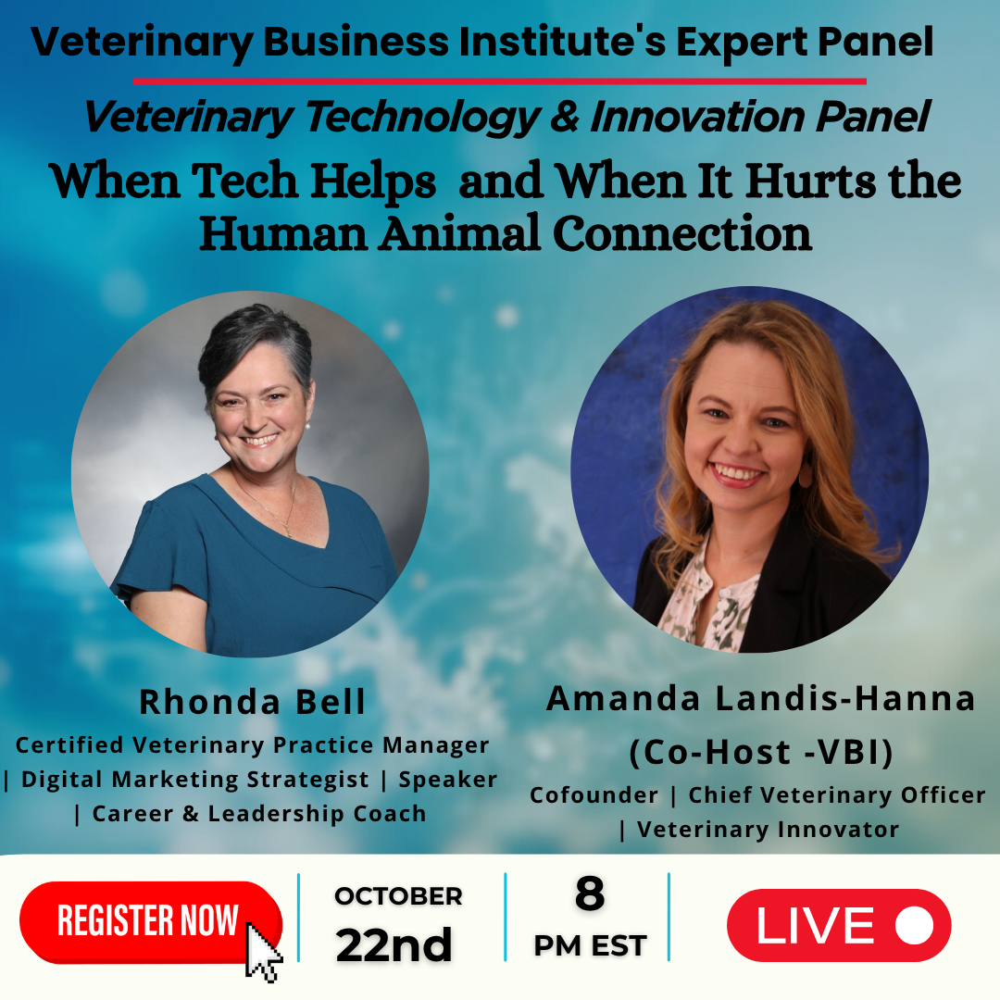 Veterinary Business Institute's Expert Panel
Veterinary Technology & Innovation Panel
When Tech Helps and When It Hurts the
Human Animal Connection
Rhonda Bell
Certified Veterinary Practice Manager
| Digital Marketing Strategist | Speaker
| Career & Leadership Coach
Amanda Landis-Hanna
(Co-Host -VBI)
Cofounder | Chief Veterinary Officer
| Veterinary Innovator
REGISTER NOW
OCTOBER
22nd
8
PM EST
LIVE